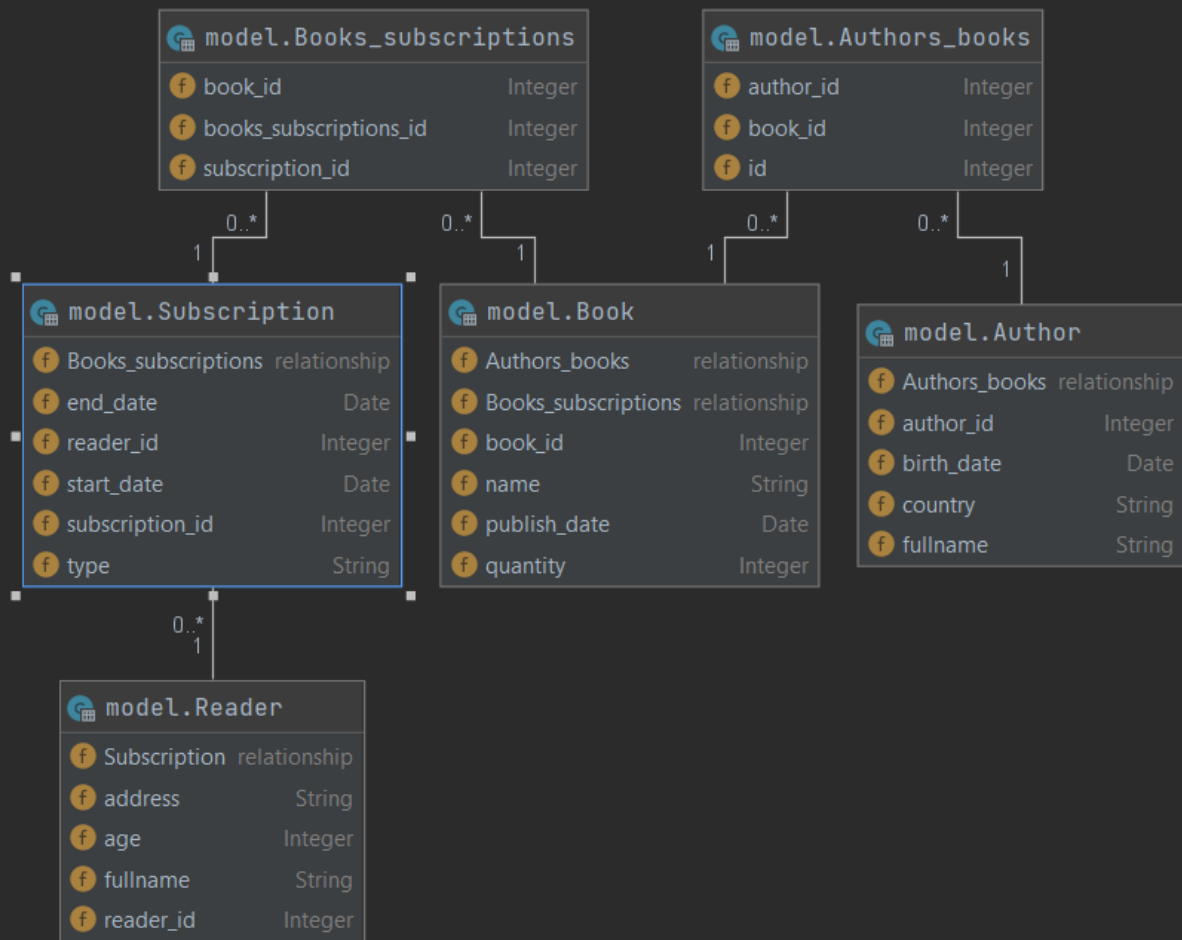 model.Books_subscriptions
f book_id Integer
f books_subscriptions_id Integer
f subscription_id Integer
model.Authors_books
f author_id Integer
f book_id Integer
f id Integer
0..*
1
0..*
1
0..*
1
0..*
1
model.Subscription
f Books_subscriptions relationship
f end_date Date
f reader_id Integer
f start_date Date
f subscription_id Integer
f type String
model.Book
f Authors_books relationship
f Books_subscriptions relationship
f book_id Integer
f name String
f publish_date Date
f quantity Integer
model.Author
f Authors_books relationship
f author_id Integer
f birth_date Date
f country String
f fullname String
0..*
1
model.Reader
f Subscription relationship
f address String
f age Integer
f fullname String
f reader_id Integer